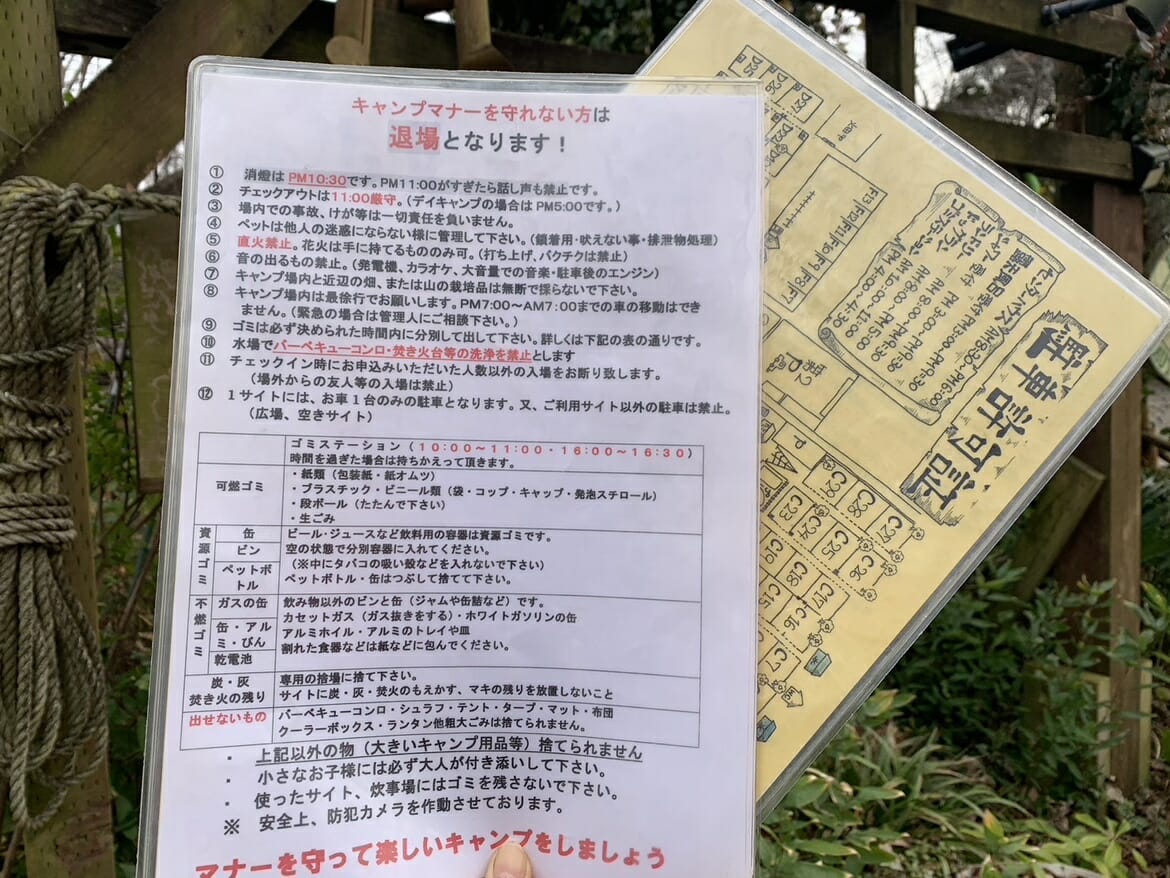 キャンプマナーを守れない方は
退場となります!
① 消燈は PM10:30です。PM11:00がすぎたら話し声も禁止です。
② チェックアウトは11:00厳守。(デイキャンプの場合は PM5:00です。)
③ 場内での事故、けが等は一切責任を負いません。
④ ペットは他人の迷惑にならない様に管理して下さい。(鎖着用・吠えない事・排泄物処理)
⑤ 直火禁止。花火は手に持てるもののみ可。(打ち上げ、バクチクは禁止)
⑥ 音の出るもの禁止。(発電機、カラオケ、大音量での音楽・駐車後のエンジン)
⑦ キャンプ場内と近辺の畑、または山の栽培品は無断で採らないで下さい。
⑧ キャンプ場内は最徐行でお願いします。PM7:00~AM7:00までの車の移動はでき
ません。(緊急の場合は管理人にご相談下さい。)
⑨ ゴミは必ず決められた時間内に分別して出して下さい。詳しくは下記の表の通りです。
⑩ 水場でバーベキューコンロ・焚き火台等の洗浄を禁止とします
⑪ チェックイン時にお申込みいただいた人数以外の入場をお断り致します。
(場外からの友人等の入場は禁止)
⑫ 1サイトには、お車1台のみの駐車となります。又、ご利用サイト以外の駐車は禁止。
(広場、空きサイト)
ゴミステーション(10:00~11:00・16:00~16:30)
時間を過ぎた場合は持ちかえって頂きます。
可燃ゴミ
・紙類(包装紙・紙オムツ)
・プラスチック・ビニール類(袋・コップ・キャップ・発泡スチロール)
・段ボール(たたんで下さい)
・生ごみ
資源ゴミ
缶
ビン
ペットボトル
ビール・ジュースなど飲料用の容器は資源ゴミです。
空の状態で分別容器に入れてください。
(※中にタバコの吸い殻などを入れないで下さい)
ペットボトル・缶はつぶして捨てて下さい。
不燃ゴミ
ガスの缶
缶・アルミ・びん
乾電池
飲み物以外のビンと缶(ジャムや缶詰など)です。
カセットガス(ガス抜きをする)・ホワイトガソリンの缶
アルミホイル・アルミのトレイや皿
割れた食器などは紙などに包んでください。
炭・灰
焚き火の残り
専用の捨場に捨て下さい。
サイトに炭・灰・焚火のもえかす、マキの残りを放置しないこと
出せないもの
バーベキューコンロ・シュラフ・テント・タープ・マット・布団
クーラーボックス・ランタン他粗大ごみは捨てられません。
・ 上記以外の物(大きいキャンプ用品等)捨てられません
・ 小さなお子様には必ず大人が付き添いして下さい。
・ 使ったサイト、炊事場にはゴミを残さないで下さい。
※ 安全上、防犯カメラを作動させております。
マナーを守って楽しいキャンプをしましょう
駐車許可証
D25
D26
D27
F3
F2
F1
F10
F9
F8
F7
C28
C27
C23
C24
C25
C26
C19
C18
C17
C15
C16
C7